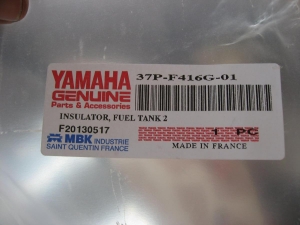 YAMAHA
GENUINE
Parts & Accessories
37P-F416G-01
INSULATOR, FUEL TANK 2
F20130517
1 PC
MBK INDUSTRIE
SAINT QUENTIN FRANCE
MADE IN FRANCE